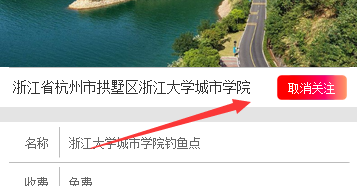 浙江省杭州市拱墅区浙江大学城市学院
取消关注
名称 浙江大学城市学院钓鱼点
收费 免费